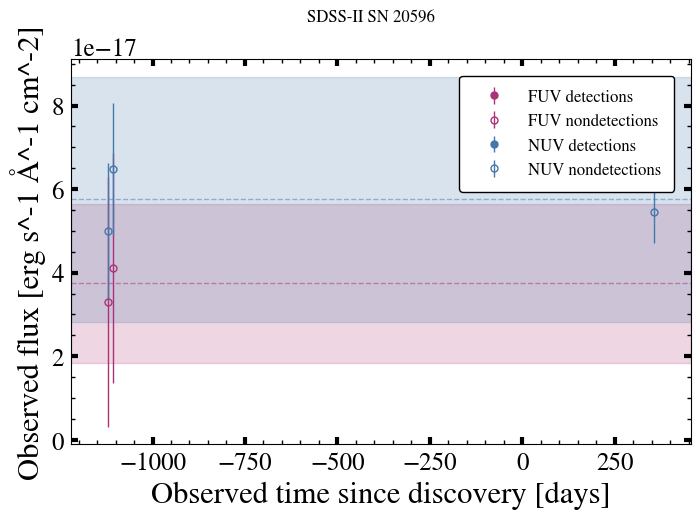 SDSS-II SN 20596
1e−17
Observed flux [erg s^-1 Å^-1 cm^-2]
8
6
4
2
0
FUV detections
FUV nondetections
NUV detections
NUV nondetections
−1000 −750 −500 −250 0 250
Observed time since discovery [days]